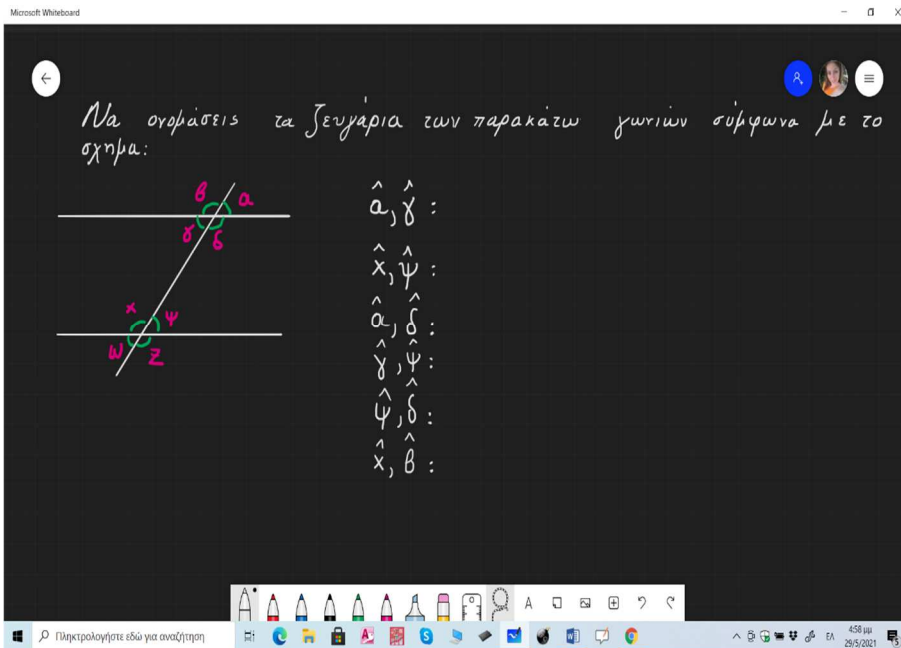 Microsoft Whiteboard
Να ονομάσεις τα ζευγάρια των παρακάτω γωνιών σύμφωνα με το
σχημα:
β α
γ δ
x ψ
ω z
α̂, γ̂ :
x̂, ψ̂ :
α̂, δ̂ :
γ̂, ψ̂ :
ψ̂, δ̂ :
x̂, β̂ :
Πληκτρολογήστε εδώ για αναζήτηση
ΕΛ
4:58 μμ
29/5/2021